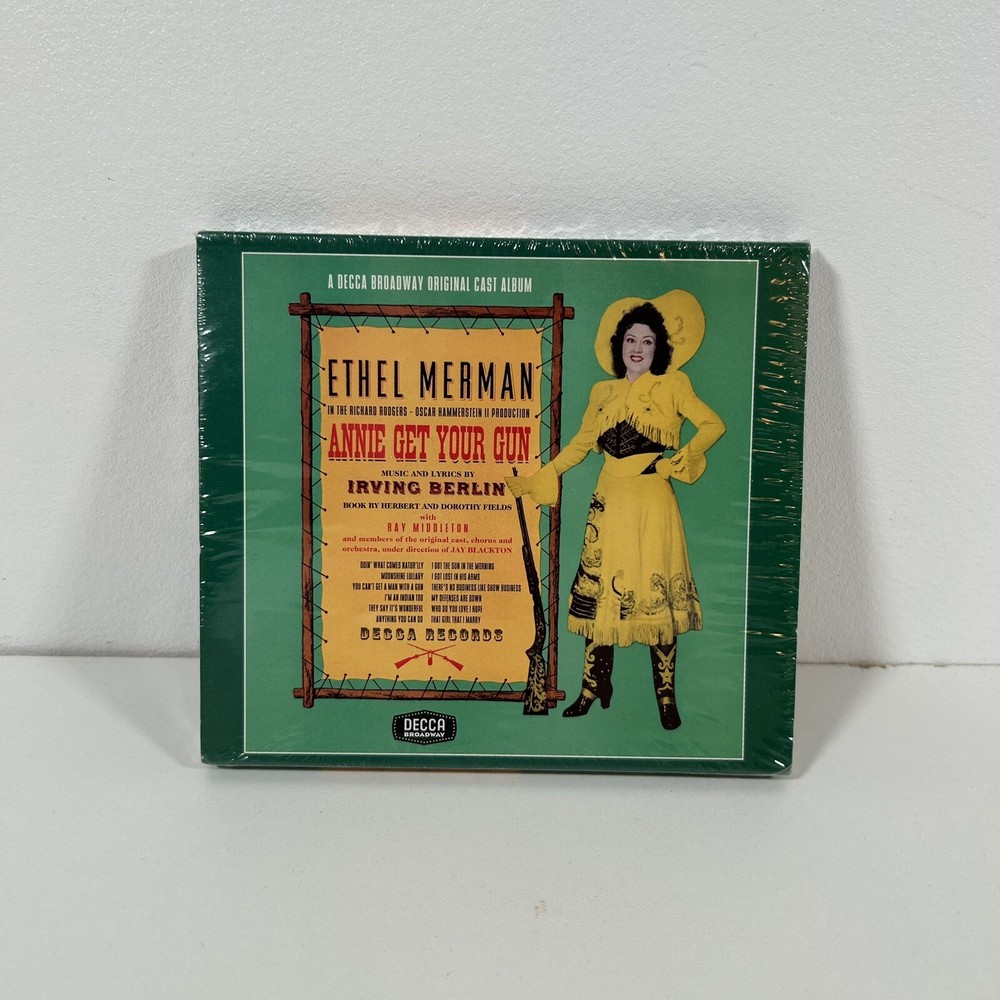 A DECCA BROADWAY ORIGINAL CAST ALBUM
ETHEL MERMAN
IN THE RICHARD RODGERS - OSCAR HAMMERSTEIN II PRODUCTION
ANNIE GET YOUR GUN
MUSIC AND LYRICS BY
IRVING BERLIN
BOOK BY HERBERT AND DOROTHY FIELDS
with
RAY MIDDLETON
and members of the original cast, chorus and
orchestra, under direction of JAY BLACKTON
DOIN' WHAT COMES NATUR'LLY
MOONSHINE LULLABY
YOU CAN'T GET A MAN WITH A GUN
I'M AN INDIAN TOO
THEY SAY IT'S WONDERFUL
ANYTHING YOU CAN DO
I GOT THE SUN IN THE MORNING
I GOT LOST IN HIS ARMS
THERE'S NO BUSINESS LIKE SHOW BUSINESS
MY DEFENSES ARE DOWN
WHO DO YOU LOVE I HOPE
THAT GIRL THAT I MARRY
DECCA RECORDS
DECCA
BROADWAY